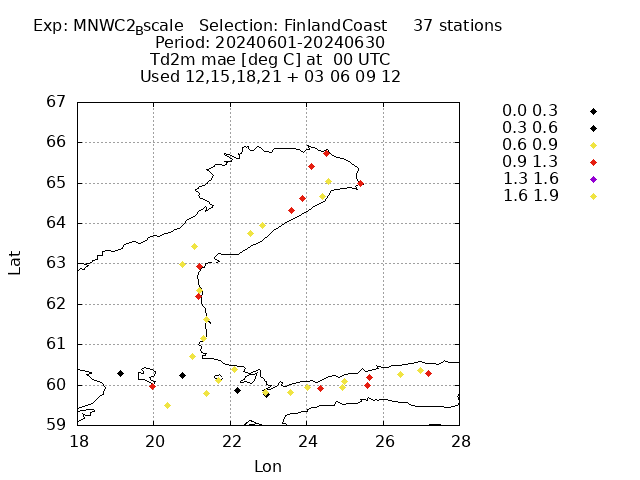 Exp: MNWC2Bscale   Selection: FinlandCoast     37 stations
Period: 20240601-20240630
Td2m mae [deg C] at  00 UTC
Used 12,15,18,21 + 03 06 09 12
67
66
65
64
63
62
61
60
59
18 20 22 24 26 28
Lat
Lon
0.0 0.3
0.3 0.6
0.6 0.9
0.9 1.3
1.3 1.6
1.6 1.9